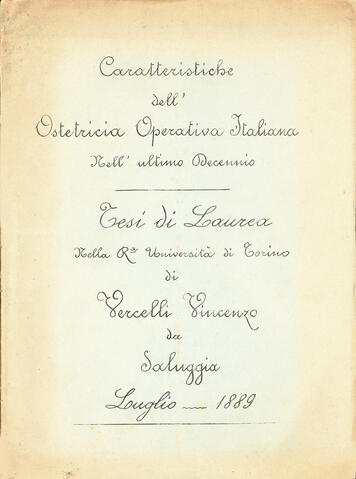 Caratteristiche
dell'
Ostetricia Operativa Italiana
Nell' ultimo Decennio
Tesi di Laurea
Nella Rª Università di Torino
di
Vercelli Vincenzo
da
Saluggia
Luglio — 1889